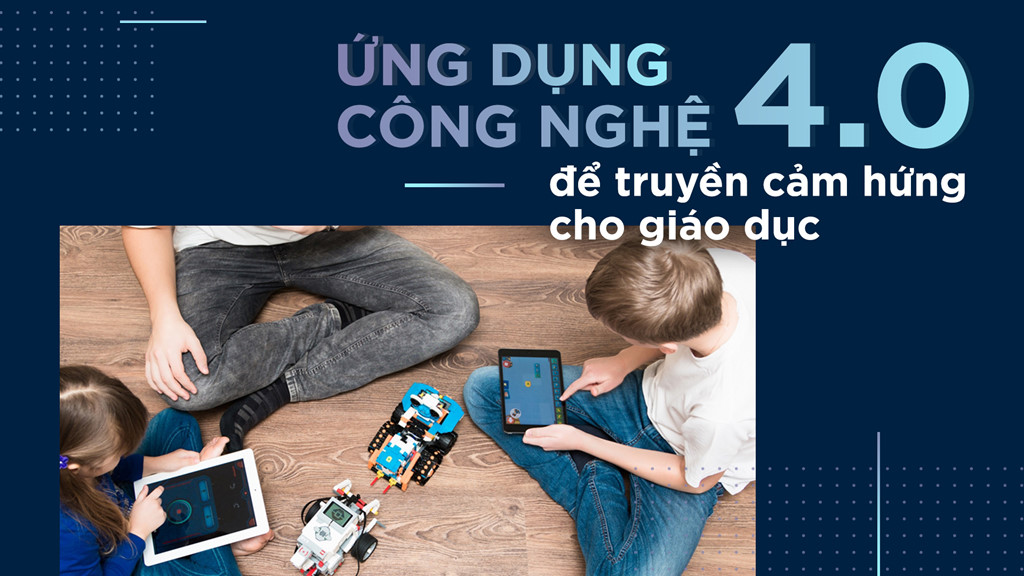 ỨNG DỤNG
CÔNG NGHỆ 4.0
để truyền cảm hứng
cho giáo dục